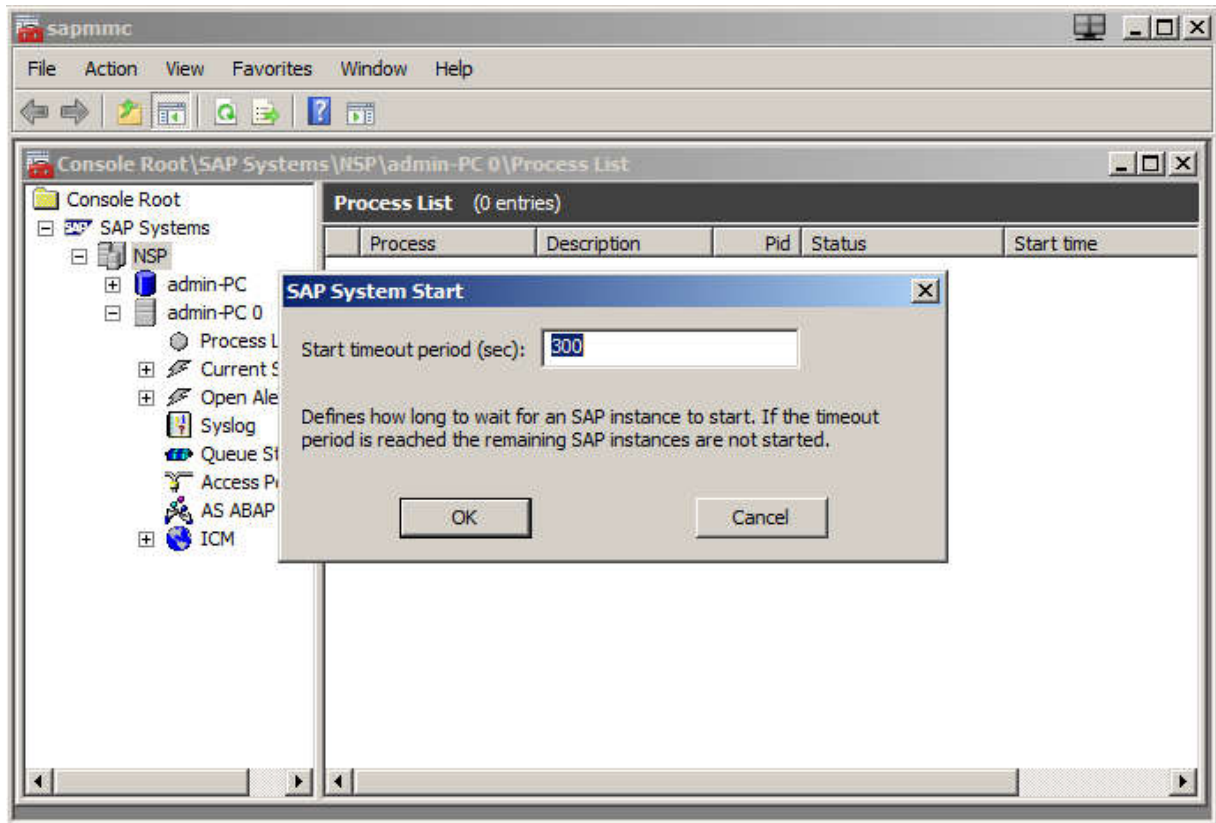 sapmmc
File Action View Favorites Window Help
Console Root\SAP Systems\NSP\admin-PC 0\Process List
Console Root
Process List (0 entries)
SAP Systems
Process Description Pid Status Start time
NSP
admin-PC
admin-PC 0
Process L
Current S
Open Ale
Syslog
Queue St
Access P
AS ABAP
ICM
SAP System Start
Start timeout period (sec): 300
Defines how long to wait for an SAP instance to start. If the timeout
period is reached the remaining SAP instances are not started.
OK Cancel